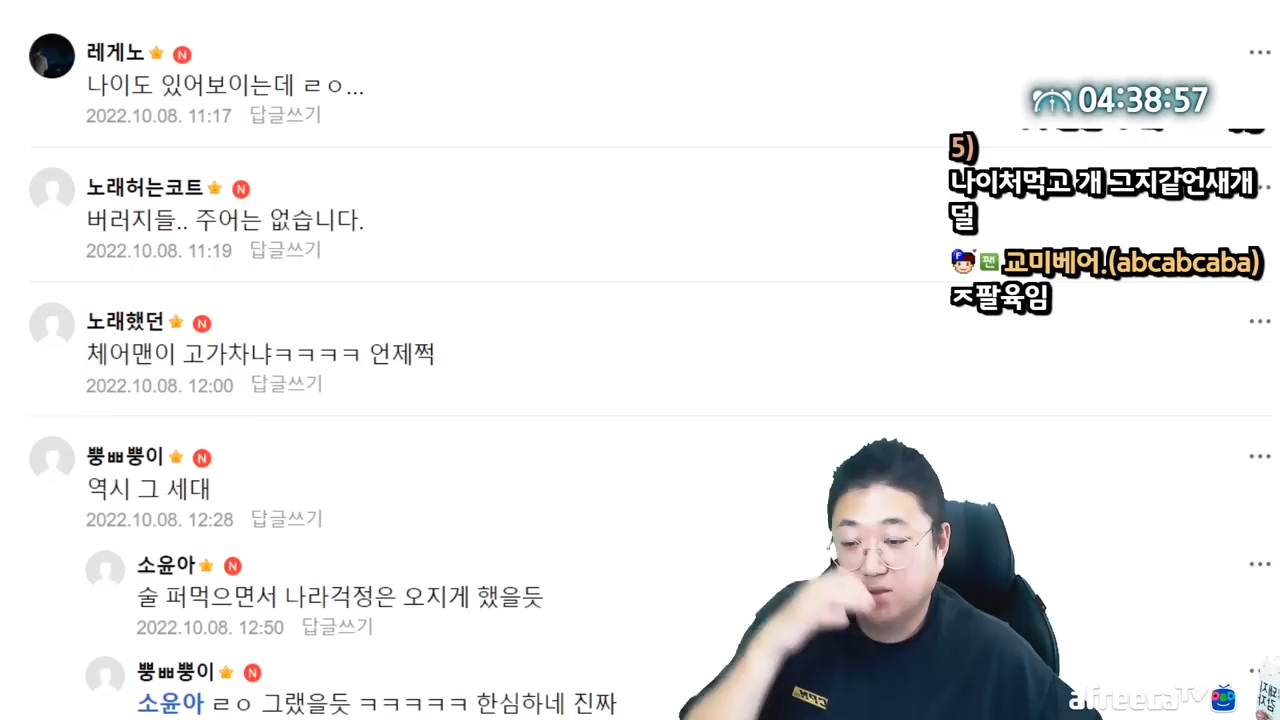 레게노 N
나이도 있어보이는데 ㄹㅇ...
2022.10.08. 11:17 답글쓰기
노래허는코트 N
버러지들.. 주어는 없습니다.
2022.10.08. 11:19 답글쓰기
노래했던 N
체어맨이 고가차냐ㅋㅋㅋㅋ 언제쩍
2022.10.08. 12:00 답글쓰기
뿡ㅃ뿡이 N
역시 그 세대
2022.10.08. 12:28 답글쓰기
소윤아 N
술 퍼먹으면서 나라걱정은 오지게 했을듯
2022.10.08. 12:50 답글쓰기
뿡ㅃ뿡이 N
소윤아 ㄹㅇ 그랬을듯 ㅋㅋㅋㅋㅋ 한심하네 진짜
04:38:57
5)
나이처먹고 개 그지같언새개
덜
F 팬 교미베어.(abcabcaba)
ㅈ팔육임
afreecaTV